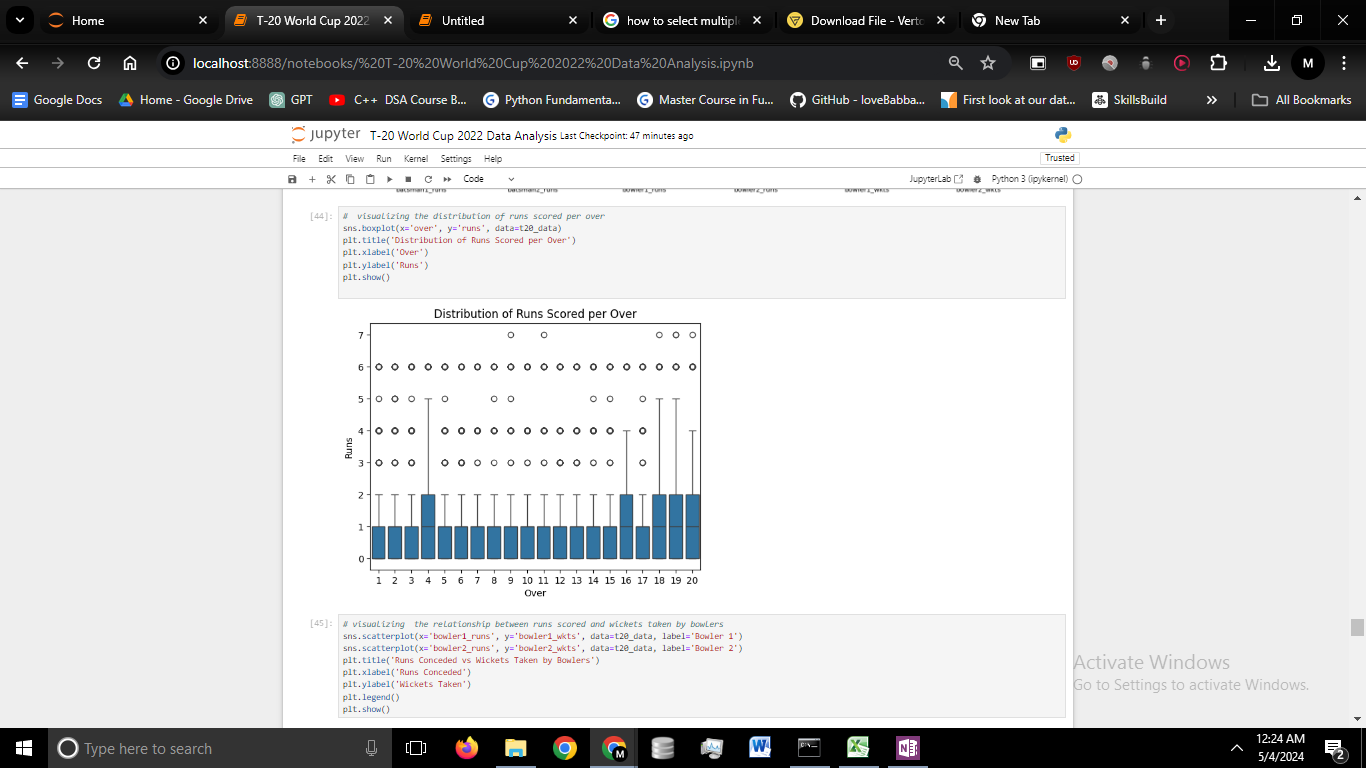 Home
T-20 World Cup 2022
Untitled
how to select multipl
Download File - Verto
New Tab
localhost:8888/notebooks/%20T-20%20World%20Cup%202022%20Data%20Analysis.ipynb
M
Google Docs
Home - Google Drive
GPT
C++ DSA Course B...
Python Fundamenta...
Master Course in Fu...
GitHub - loveBabba...
First look at our dat...
SkillsBuild
All Bookmarks
jupyter T-20 World Cup 2022 Data Analysis Last Checkpoint: 47 minutes ago
File Edit View Run Kernel Settings Help
Trusted
Code
JupyterLab
Python 3 (ipykernel)
batsman1_runs batsman2_runs bowler1_runs bowler2_runs bowler1_wkts bowler2_wkts
[44]:
# visualizing the distribution of runs scored per over
sns.boxplot(x='over', y='runs', data=t20_data)
plt.title('Distribution of Runs Scored per Over')
plt.xlabel('Over')
plt.ylabel('Runs')
plt.show()
Distribution of Runs Scored per Over
7
6
5
4
3
2
1
0
Runs
1 2 3 4 5 6 7 8 9 10 11 12 13 14 15 16 17 18 19 20
Over
[45]:
# visualizing the relationship between runs scored and wickets taken by bowlers
sns.scatterplot(x='bowler1_runs', y='bowler1_wkts', data=t20_data, label='Bowler 1')
sns.scatterplot(x='bowler2_runs', y='bowler2_wkts', data=t20_data, label='Bowler 2')
plt.title('Runs Conceded vs Wickets Taken by Bowlers')
plt.xlabel('Runs Conceded')
plt.ylabel('Wickets Taken')
plt.legend()
plt.show()
Activate Windows
Go to Settings to activate Windows.
Type here to search
12:24 AM
5/4/2024
2